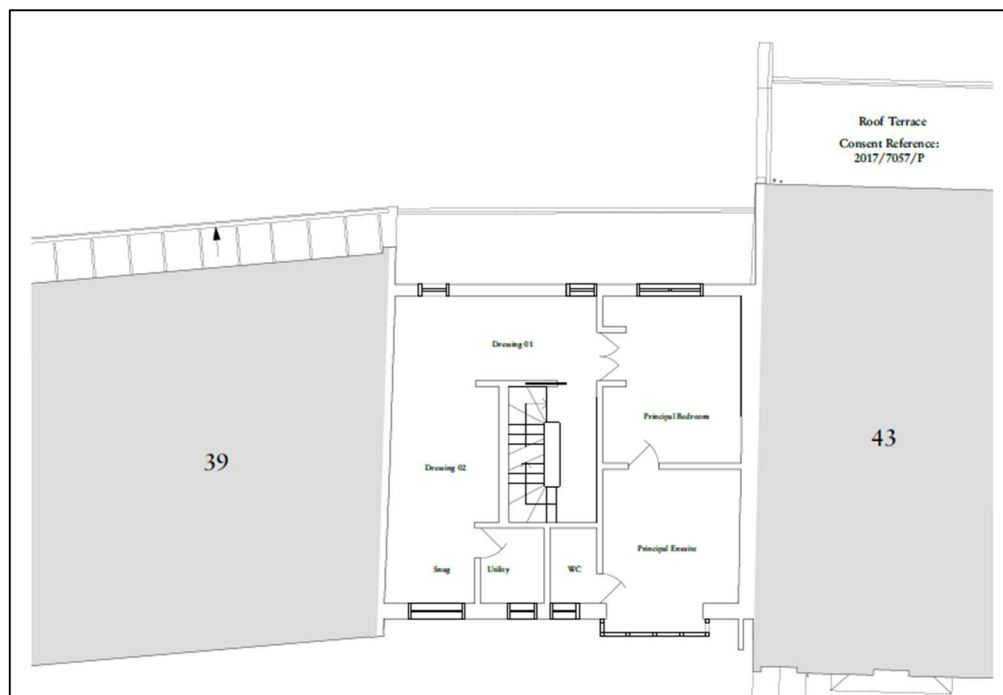 Roof Terrace
Consent Reference:
2017/7057/P
Dressing 01
Principal Bedroom
39
43
Dressing 02
Principal Ensuite
Snug
Utility
WC